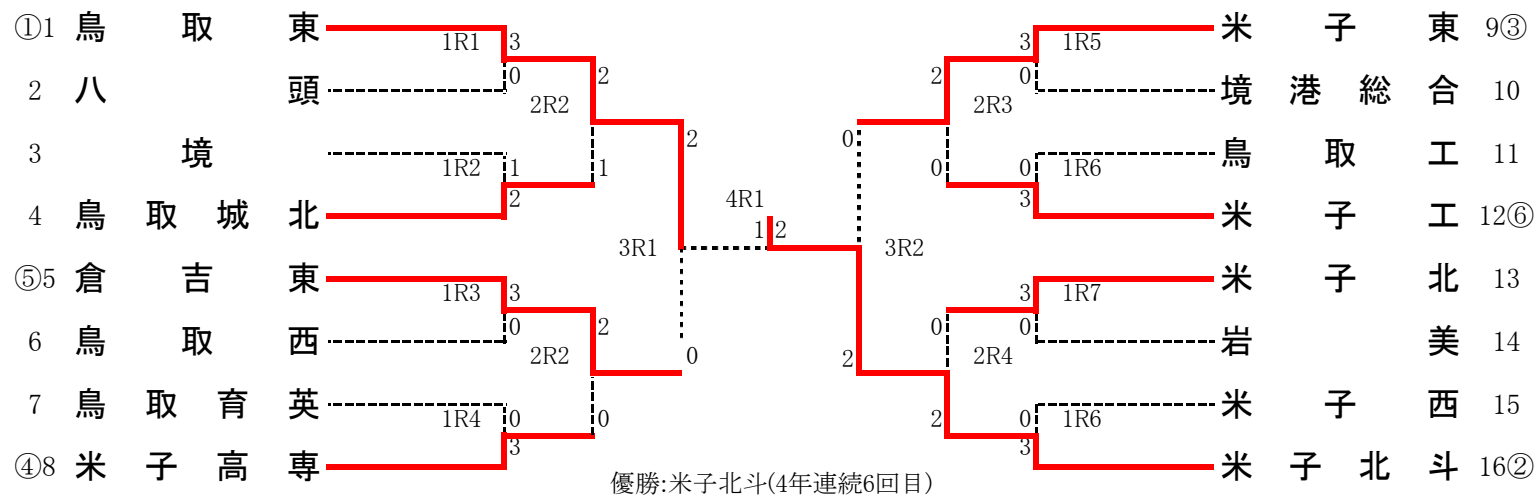 ①1 鳥取東 1R1 3 3 1R5 米子東 9③
2 八頭 0 2 2R2 2 2R3 0 境港総合 10
3 境 1R2 1 1 2 0 0 0 1R6 鳥取工 11
4 鳥取城北 2 4R1 3 米子工 12⑥
1 2
3R1 3R2
⑤5 倉吉東 1R3 3 3 1R7 米子北 13
6 鳥取西 0 2 2R2 0 2 0 2R4 0 岩美 14
7 鳥取育英 1R4 0 0 2 0 1R6 米子西 15
④8 米子高専 3 3 米子北斗 16②
優勝:米子北斗(4年連続6回目)